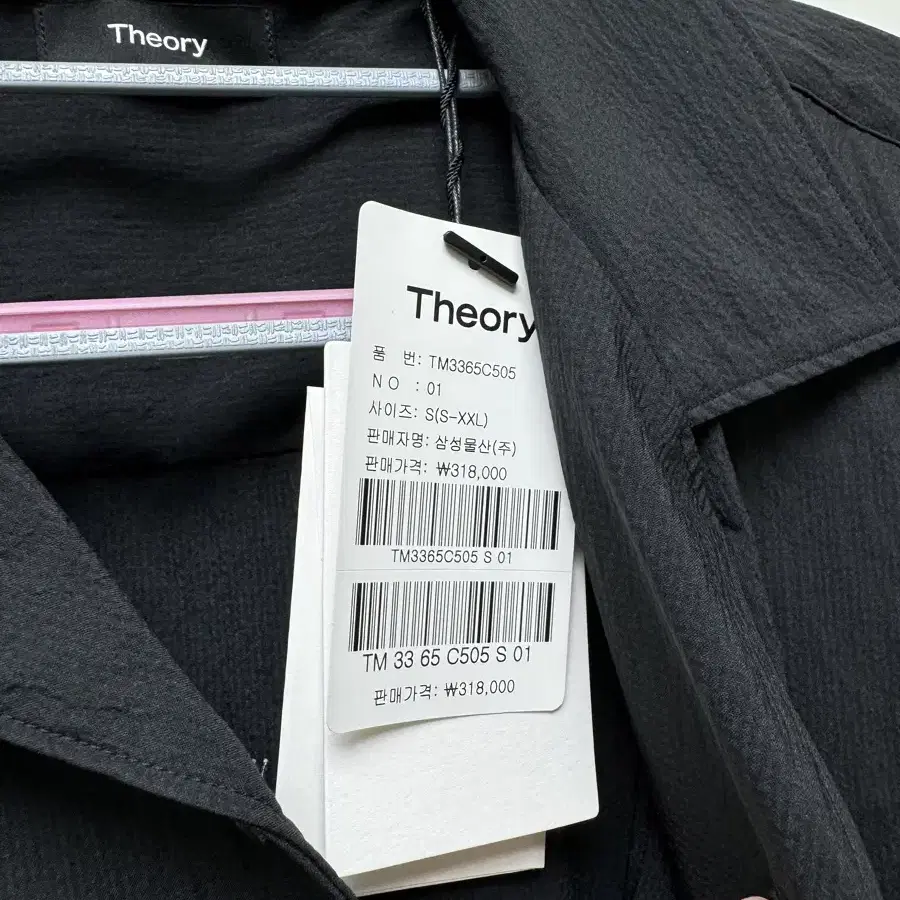 Theory
Theory
품 번: TM3365C505
NO : 01
사이즈: S(S-XXL)
판매자명: 삼성물산(주)
판매가격: ₩318,000
TM3365C505 S 01
TM 33 65 C505 S 01
판매가격: ₩318,000